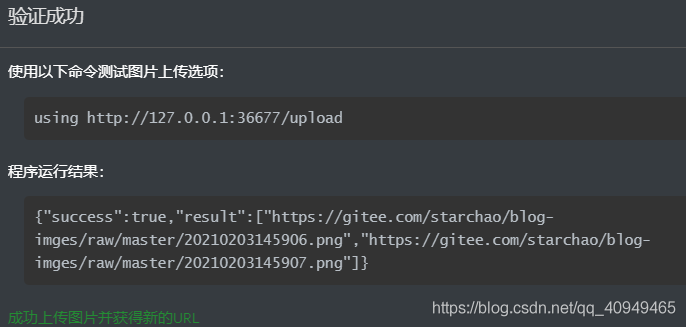 验证成功
使用以下命令测试图片上传选项：
using http://127.0.0.1:36677/upload
程序运行结果：
{"success":true,"result":["https://gitee.com/starchao/blog-
imges/raw/master/20210203145906.png","https://gitee.com/starchao/blog-
imges/raw/master/20210203145907.png"]}
成功上传图片并获得新的URL
https://blog.csdn.net/qq_40949465